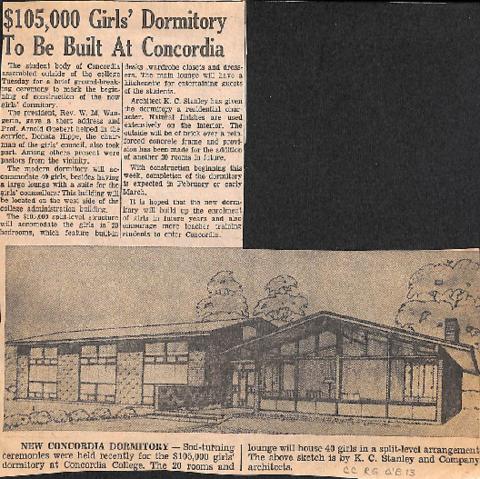 $105,000 Girls' Dormitory
To Be Built At Concordia
The student body of Concordia
assembled outside of the college
Tuesday for a brief ground-break-
ing ceremony to mark the begin-
ning of construction of the new
girls' dormitory.
The president, Rev. W. M. Wan-
gerin, gave a short address and
Prof. Arnold Guebert helped in the
service. Donata Hippe, the chair-
man of the girls' council, also took
part. Among others present were
pastors from the vicinity.
The modern dormitory will ac-
commodate 40 girls, besides having
a large lounge with a suite for the
girls' counsellor. This building will
be located on the west side of the
college administration building.
The $105,000 split-level structure
will accomodate the girls in 20
bedrooms, which feature built-in
desks, wardrobe closets and dress-
ers. The main lounge will have a
kitchenette for entertaining guests
of the students.
Architect K. C. Stanley has given
the dormitory a residential char-
acter. Natural finishes are used
extensively on the interior. The
outside will be of brick over a rein-
forced concrete frame and provi-
sion has been made for the addition
of another 20 rooms in future.
With construction beginning this
week, completion of the dormitory
is expected in February or early
March.
It is hoped that the new dorm-
itory will build up the enrolment
of girls in future years and also
encourage more teacher training
students to enter Concordia.
NEW CONCORDIA DORMITORY — Sod-turning
ceremonies were held recently for the $105,000 girls'
dormitory at Concordia College. The 20 rooms and
lounge will house 40 girls in a split-level arrangement
The above sketch is by K. C. Stanley and Company
architects.
CC RG